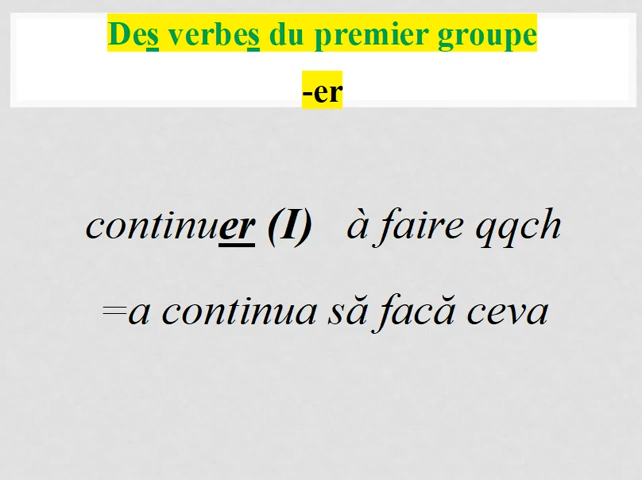 Des verbes du premier groupe
-er
continuer (I) à faire qqch
=a continua să facă ceva